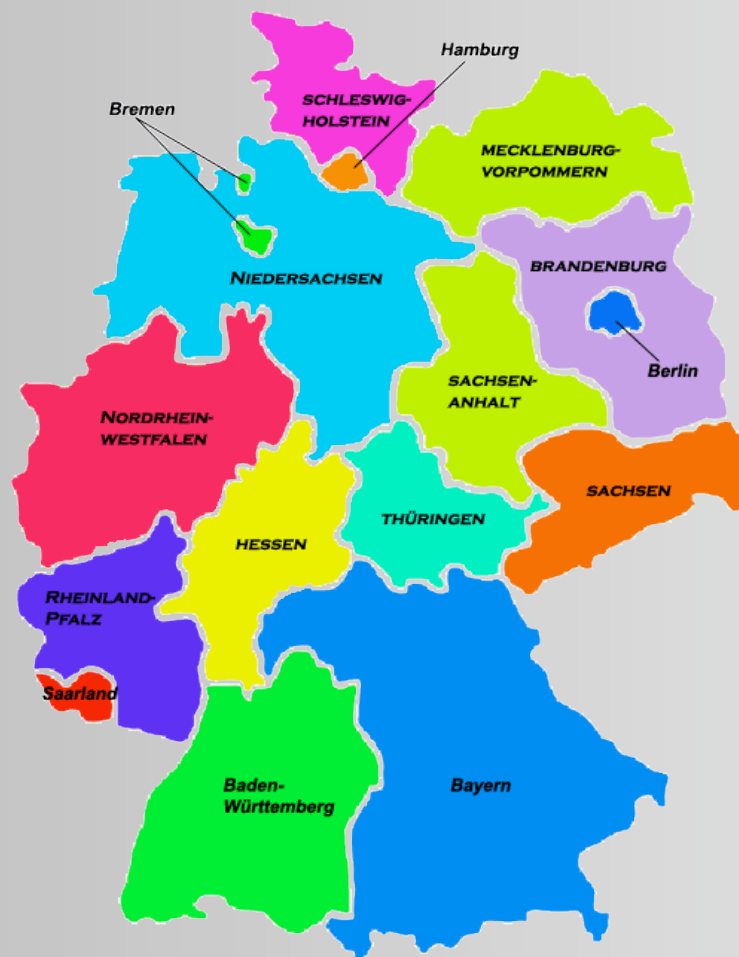 Hamburg
Bremen
SCHLESWIG-
HOLSTEIN
MECKLENBURG-
VORPOMMERN
NIEDERSACHSEN
BRANDENBURG
Berlin
SACHSEN-
ANHALT
NORDRHEIN-
WESTFALEN
SACHSEN
THÜRINGEN
HESSEN
RHEINLAND-
PFALZ
Saarland
Baden-
Württemberg
Bayern